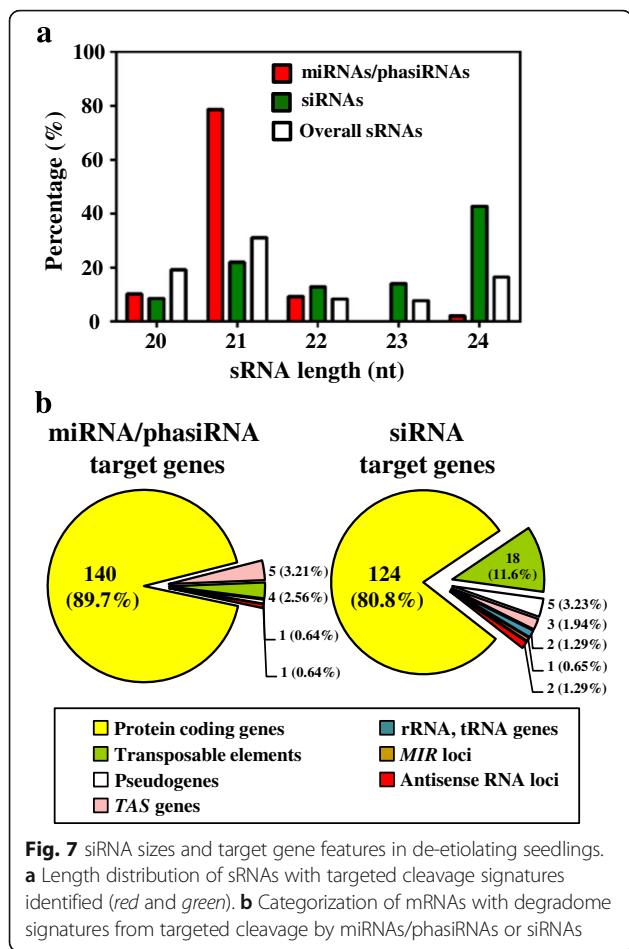 a
100
80
60
40
20
0
Percentage (%)
miRNAs/phasiRNAs
siRNAs
Overall sRNAs
20 21 22 23 24
sRNA length (nt)
b
miRNA/phasiRNA
target genes
siRNA
target genes
140
(89.7%)
5 (3.21%)
4 (2.56%)
1 (0.64%)
1 (0.64%)
124
(80.8%)
18
(11.6%)
5 (3.23%)
3 (1.94%)
2 (1.29%)
1 (0.65%)
2 (1.29%)
Protein coding genes
Transposable elements
Pseudogenes
TAS genes
rRNA, tRNA genes
MIR loci
Antisense RNA loci
Fig. 7 siRNA sizes and target gene features in de-etiolating seedlings.
a Length distribution of sRNAs with targeted cleavage signatures
identified (red and green). b Categorization of mRNAs with degradome
signatures from targeted cleavage by miRNAs/phasiRNAs or siRNAs